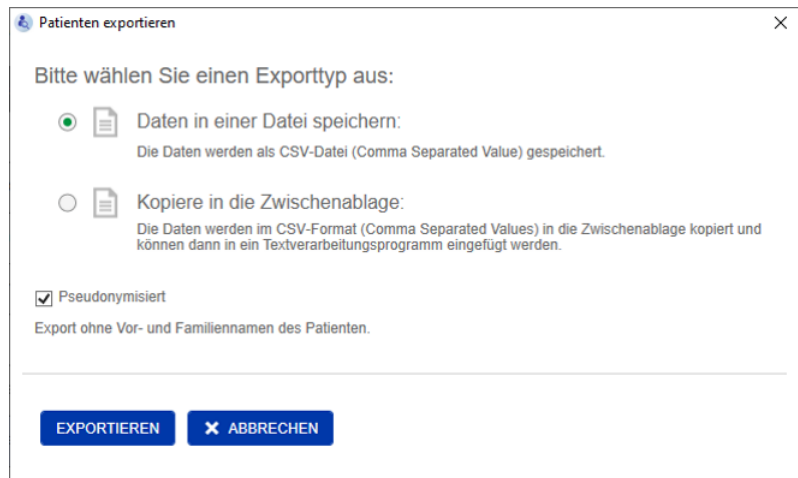 Patienten exportieren
Bitte wählen Sie einen Exporttyp aus:
Daten in einer Datei speichern:
Die Daten werden als CSV-Datei (Comma Separated Value) gespeichert.
Kopiere in die Zwischenablage:
Die Daten werden im CSV-Format (Comma Separated Values) in die Zwischenablage kopiert und
können dann in ein Textverarbeitungsprogramm eingefügt werden.
Pseudonymisiert
Export ohne Vor- und Familiennamen des Patienten.
EXPORTIEREN
ABBRECHEN